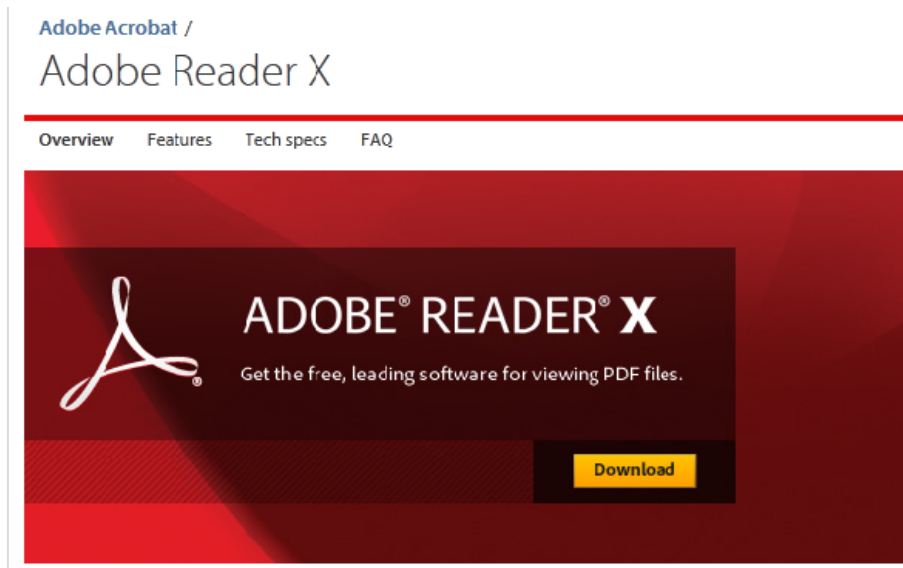 Adobe Acrobat /
Adobe Reader X
Overview Features Tech specs FAQ
ADOBE® READER® X
®
Get the free, leading software for viewing PDF files.
Download